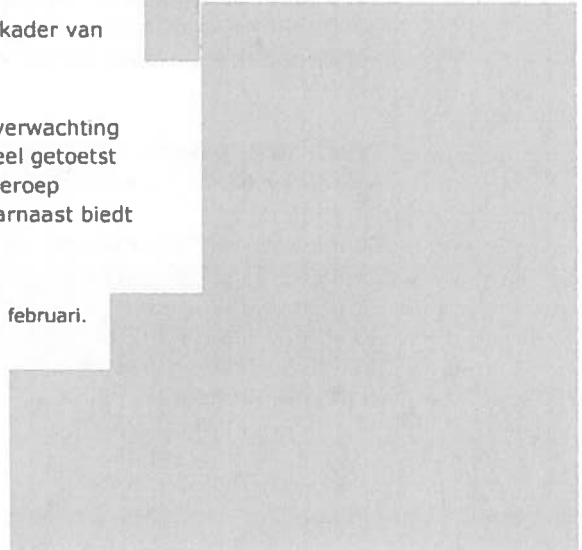 kader van
verwachting
eel getoetst
eroep
arnaast biedt
februari.